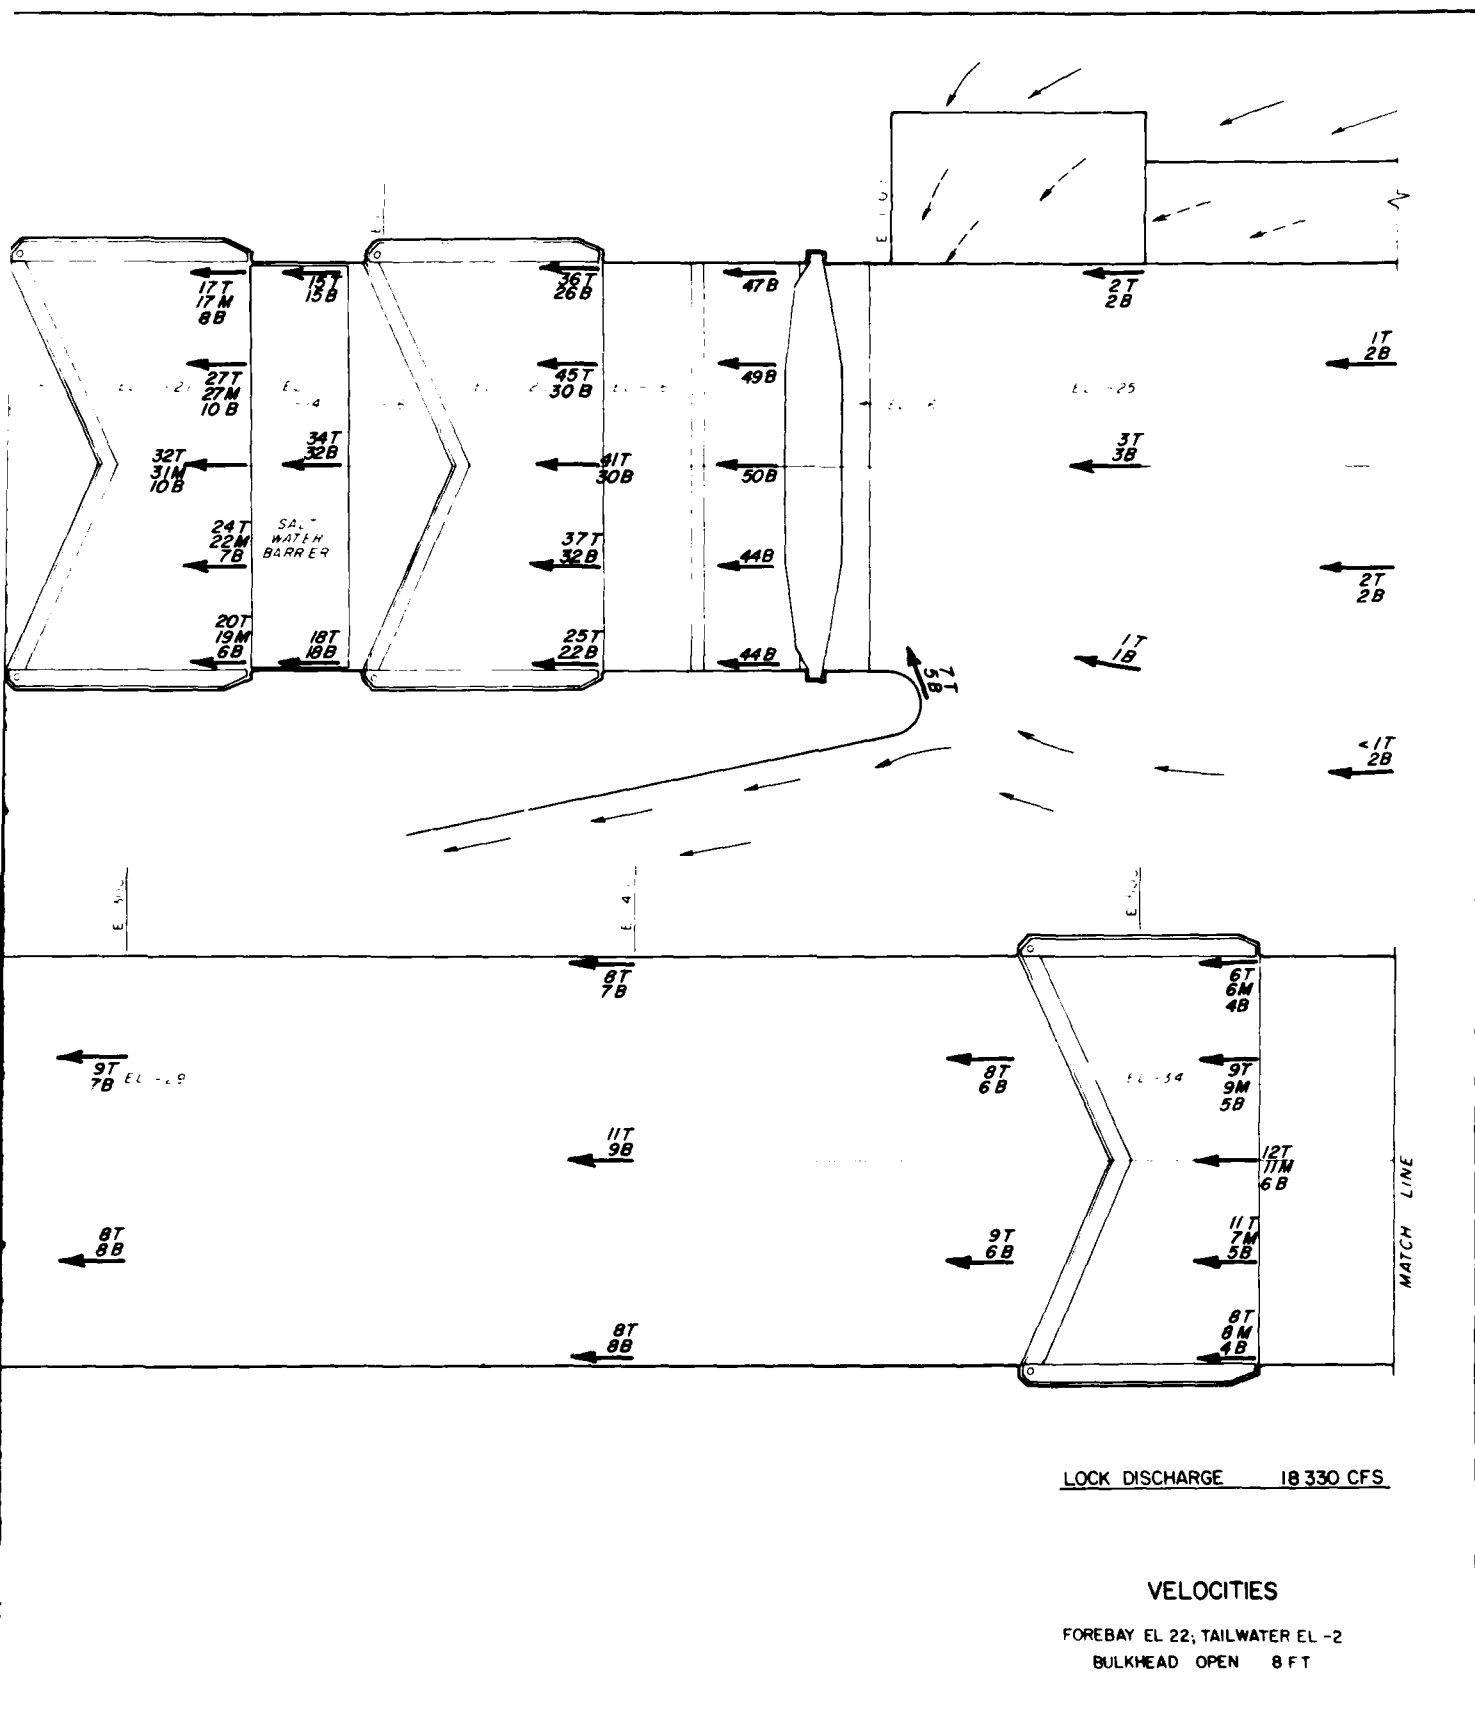 17T
17M
8B
15T
15B
36T
26B
47B
2T
2B
1T
2B
27T
27M
10B
45T
30B
49B
EL -25
32T
31M
10B
34T
32B
41T
30B
50B
3T
3B
24T
22M
7B
SALT
WATER
BARRIER
37T
32B
44B
2T
2B
20T
19M
6B
18T
18B
25T
22B
44B
7T
5B
1T
1B
<1T
2B
8T
7B
6T
6M
4B
9T
7B
EL -29
8T
6B
EL -34
9T
9M
5B
11T
9B
12T
11M
6B
MATCH LINE
8T
8B
9T
6B
11T
7M
5B
8T
8B
8T
8M
4B
LOCK DISCHARGE 18 330 CFS
VELOCITIES
FOREBAY EL 22; TAILWATER EL -2
BULKHEAD OPEN 8 FT